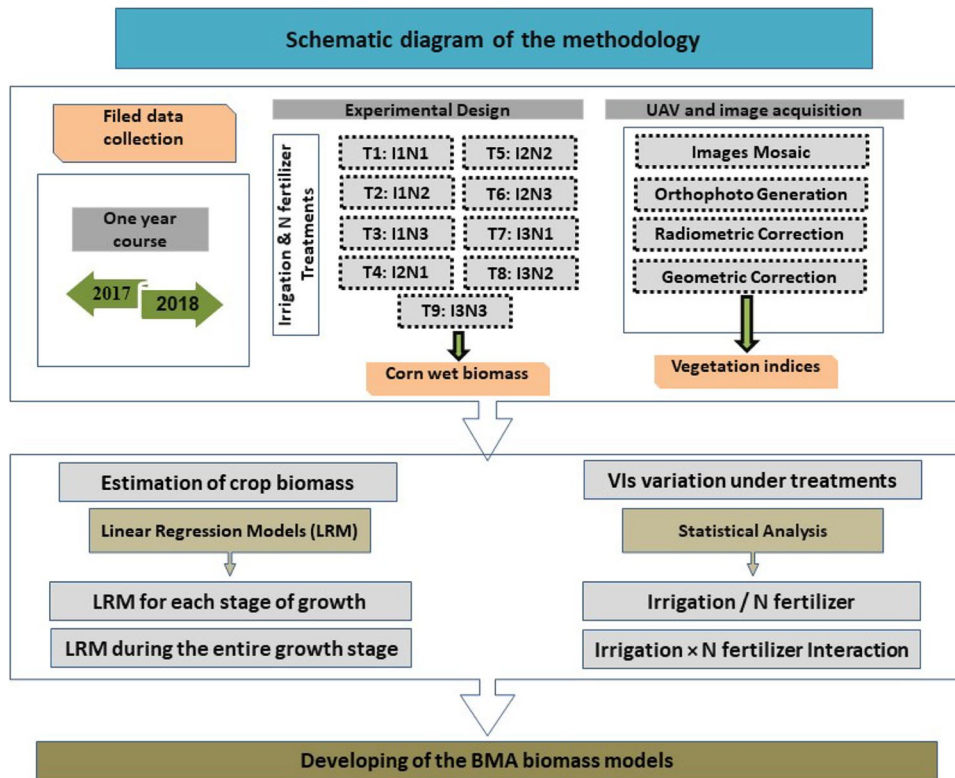 Schematic diagram of the methodology
Filed data
collection
One year
course
2017
2018
Experimental Design
Irrigation & N fertilizer
Treatments
T1: I1N1
T2: I1N2
T3: I1N3
T4: I2N1
T5: I2N2
T6: I2N3
T7: I3N1
T8: I3N2
T9: I3N3
Corn wet biomass
UAV and image acquisition
Images Mosaic
Orthophoto Generation
Radiometric Correction
Geometric Correction
Vegetation indices
Estimation of crop biomass
Linear Regression Models (LRM)
LRM for each stage of growth
LRM during the entire growth stage
VIs variation under treatments
Statistical Analysis
Irrigation / N fertilizer
Irrigation × N fertilizer Interaction
Developing of the BMA biomass models